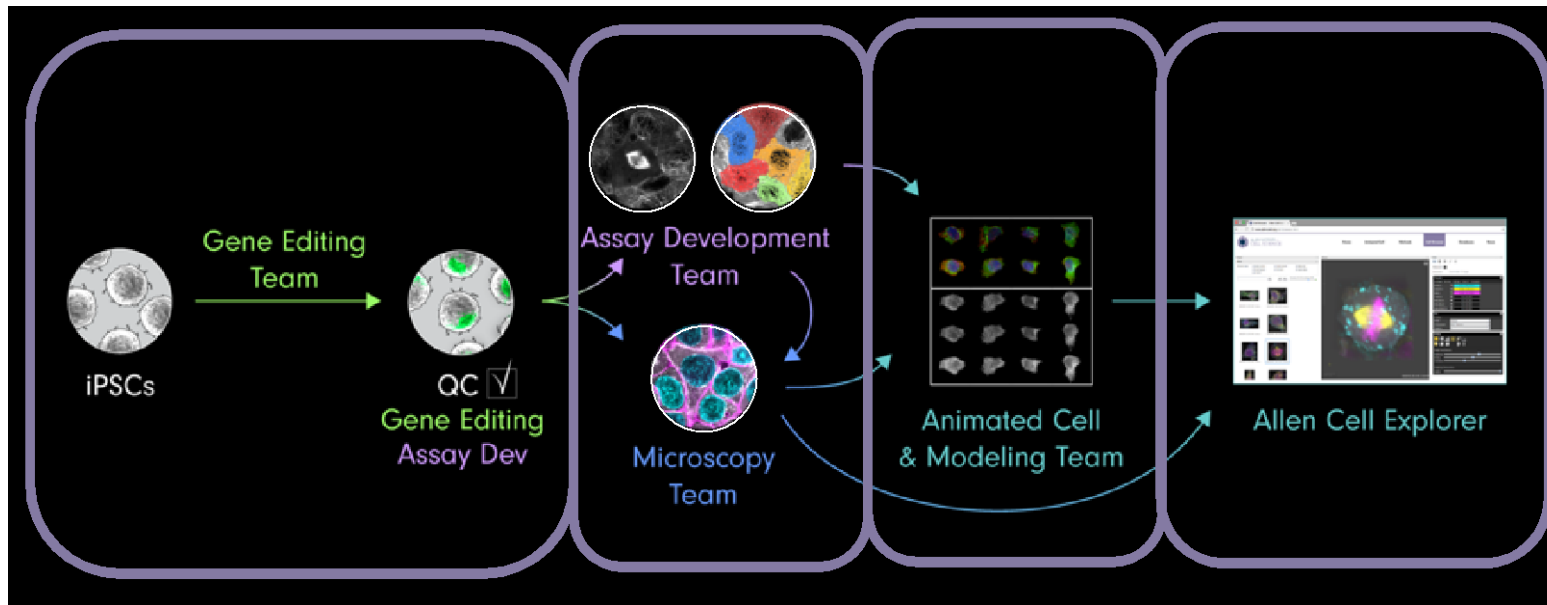 iPSCs
Gene Editing
Team
QC
Gene Editing
Assay Dev
Assay Development
Team
Microscopy
Team
Animated Cell
& Modeling Team
Allen Cell Explorer